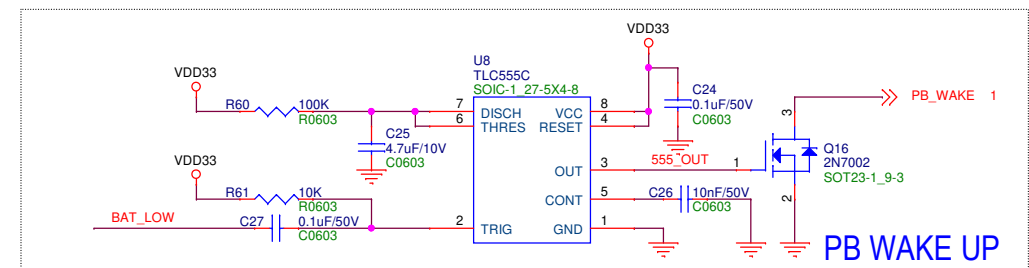 VDD33
U8
TLC555C
SOIC-1_27-5X4-8
VDD33
R60 100K
R0603
C25
4.7uF/10V
C0603
7 DISCH
6 THRES
VCC 8
RESET 4
C24
0.1uF/50V
C0603
PB_WAKE 1
3
OUT 3
555_OUT
1
Q16
2N7002
SOT23-1_9-3
2
VDD33
R61 10K
R0603
BAT_LOW
C27 0.1uF/50V
C0603
2 TRIG
CONT 5
C26 10nF/50V
C0603
GND 1
PB WAKE UP